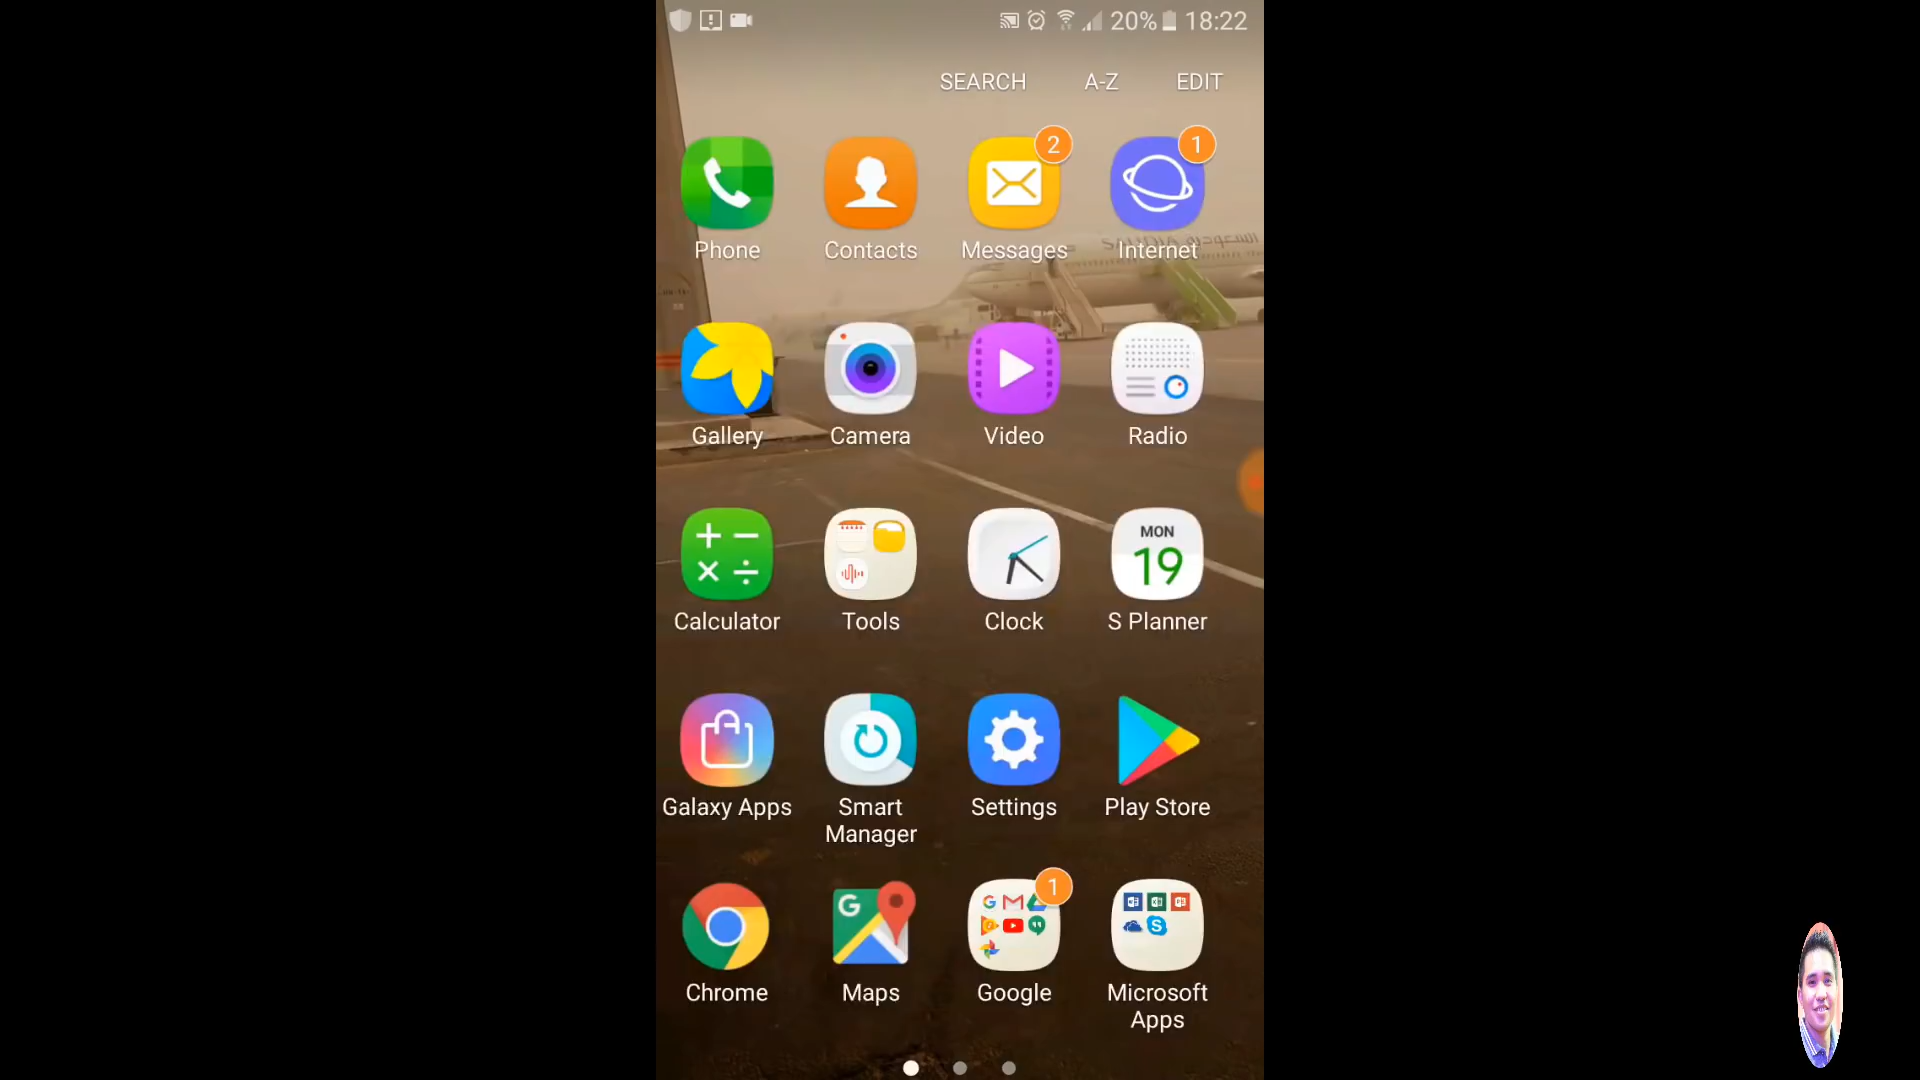 20% 18:22
SEARCH A-Z EDIT
2 1
Phone Contacts Messages Internet
السعودية
Gallery Camera Video Radio
MON
19
Calculator Tools Clock S Planner
Galaxy Apps Smart Manager Settings Play Store
1
Chrome Maps Google Microsoft Apps